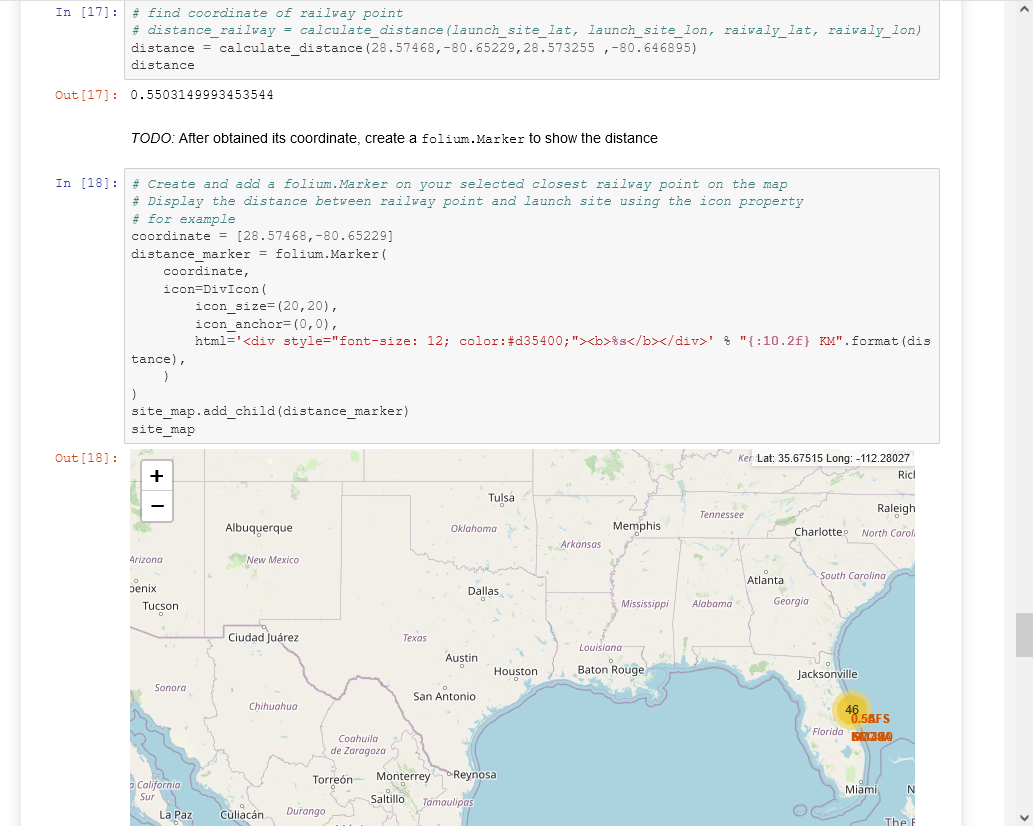 In [17]:
# find coordinate of railway point
# distance_railway = calculate_distance(launch_site_lat, launch_site_lon, raiwaly_lat, raiwaly_lon)
distance = calculate_distance(28.57468,-80.65229,28.573255 ,-80.646895)
distance
Out[17]: 0.5503149993453544
TODO: After obtained its coordinate, create a folium.Marker to show the distance
In [18]:
# Create and add a folium.Marker on your selected closest railway point on the map
# Display the distance between railway point and launch site using the icon property
# for example
coordinate = [28.57468,-80.65229]
distance_marker = folium.Marker(
    coordinate,
    icon=DivIcon(
        icon_size=(20,20),
        icon_anchor=(0,0),
        html='<div style="font-size: 12; color:#d35400;"><b>%s</b></div>' % "{:10.2f} KM".format(dis
tance),
    )
)
site_map.add_child(distance_marker)
site_map
Out[18]:
+
−
Lat: 35.67515 Long: -112.28027
Tulsa
Raleigh
Albuquerque
Oklahoma
Memphis
Tennessee
Charlotte
North Carol
Arkansas
Arizona
New Mexico
oenix
Tucson
Dallas
Atlanta
South Carolina
Mississippi
Alabama
Georgia
Ciudad Juárez
Texas
Louisiana
Austin
Houston
Baton Rouge
Jacksonville
Sonora
San Antonio
Chihuahua
46
Florida
Coahuila
de Zaragoza
Torreón
Monterrey
Reynosa
a California
Sur
Saltillo
Tamaulipas
Miami
N
La Paz
Culiacán
Durango
The